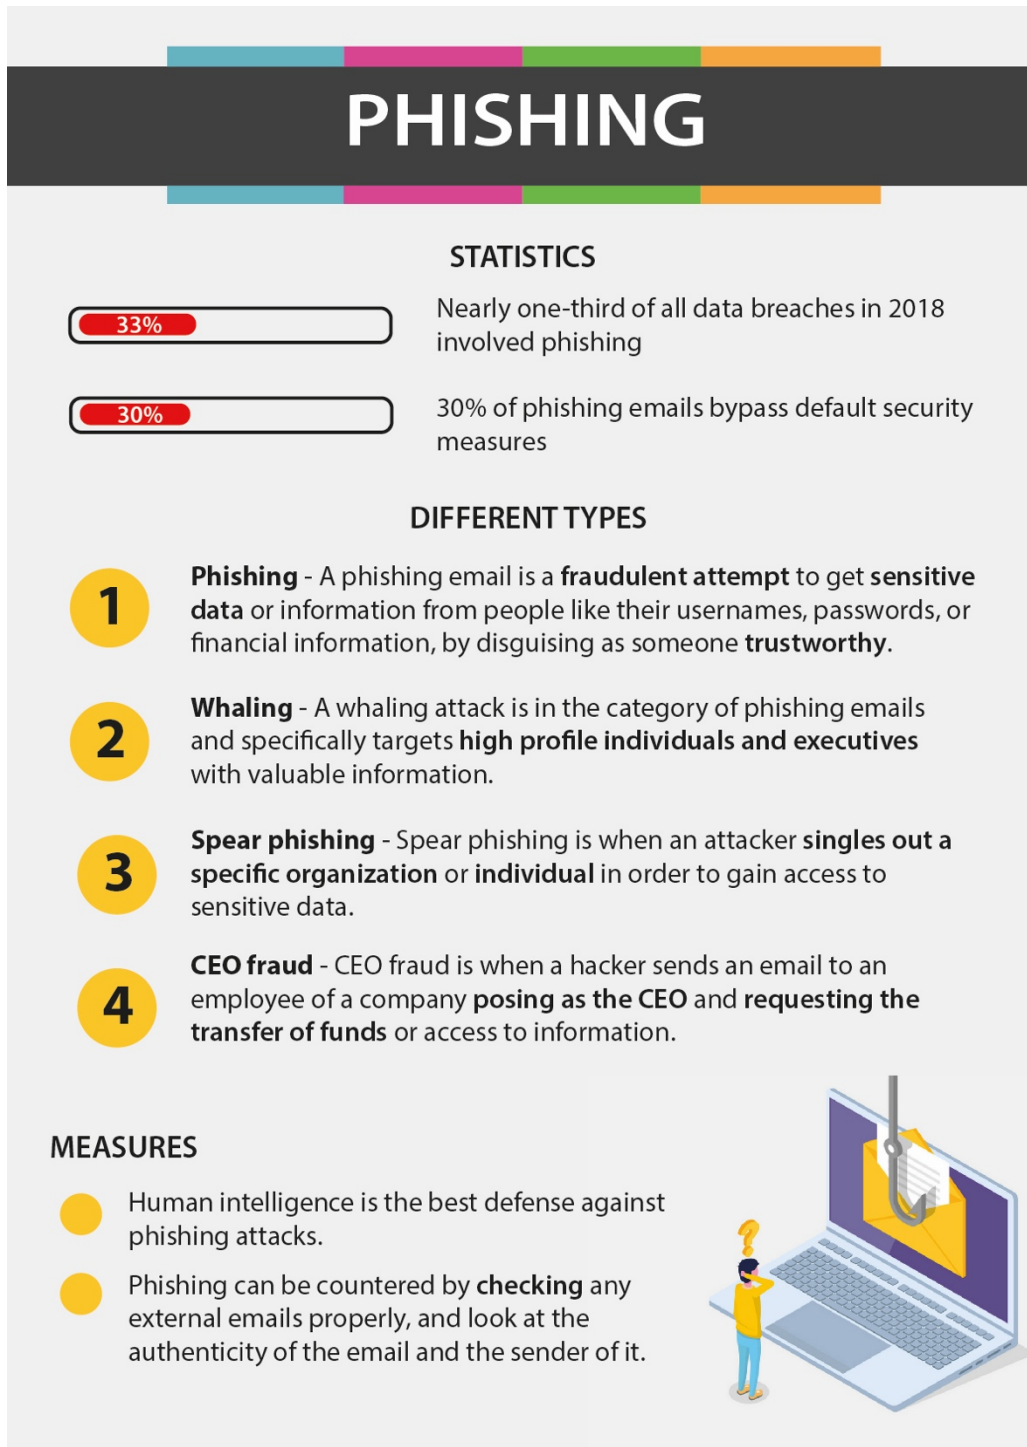 PHISHING
STATISTICS
33%
Nearly one-third of all data breaches in 2018
involved phishing
30%
30% of phishing emails bypass default security
measures
DIFFERENT TYPES
1
Phishing - A phishing email is a fraudulent attempt to get sensitive
data or information from people like their usernames, passwords, or
financial information, by disguising as someone trustworthy.
2
Whaling - A whaling attack is in the category of phishing emails
and specifically targets high profile individuals and executives
with valuable information.
3
Spear phishing - Spear phishing is when an attacker singles out a
specific organization or individual in order to gain access to
sensitive data.
4
CEO fraud - CEO fraud is when a hacker sends an email to an
employee of a company posing as the CEO and requesting the
transfer of funds or access to information.
MEASURES
Human intelligence is the best defense against
phishing attacks.
Phishing can be countered by checking any
external emails properly, and look at the
authenticity of the email and the sender of it.
?